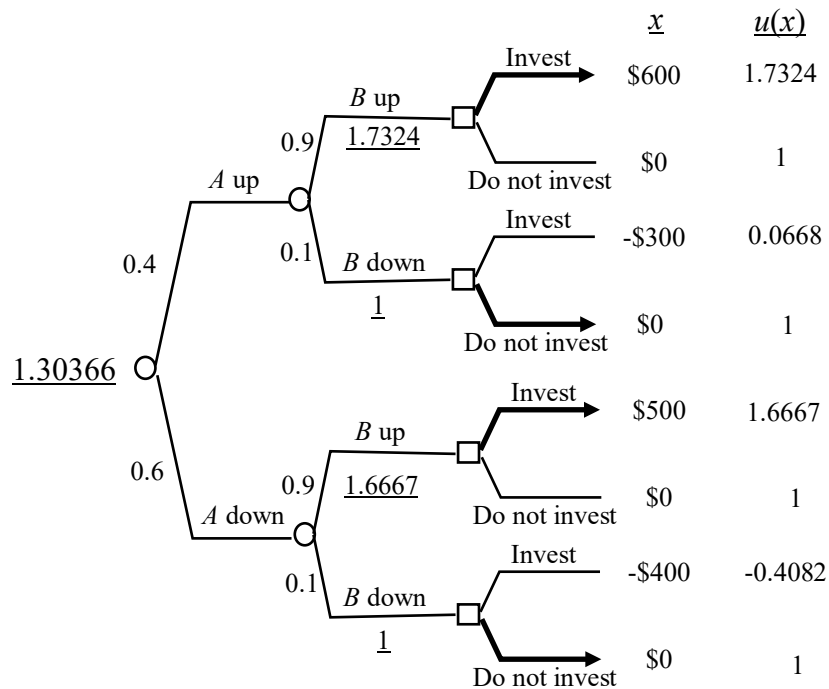 x u(x)
Invest
$600 1.7324
B up
0.9 1.7324
$0 1
Do not invest
A up
Invest
-$300 0.0668
0.1 B down
0.4
1
$0 1
Do not invest
1.30366
Invest
$500 1.6667
B up
0.6
0.9 1.6667
$0 1
Do not invest
A down
Invest
-$400 -0.4082
0.1 B down
1
$0 1
Do not invest